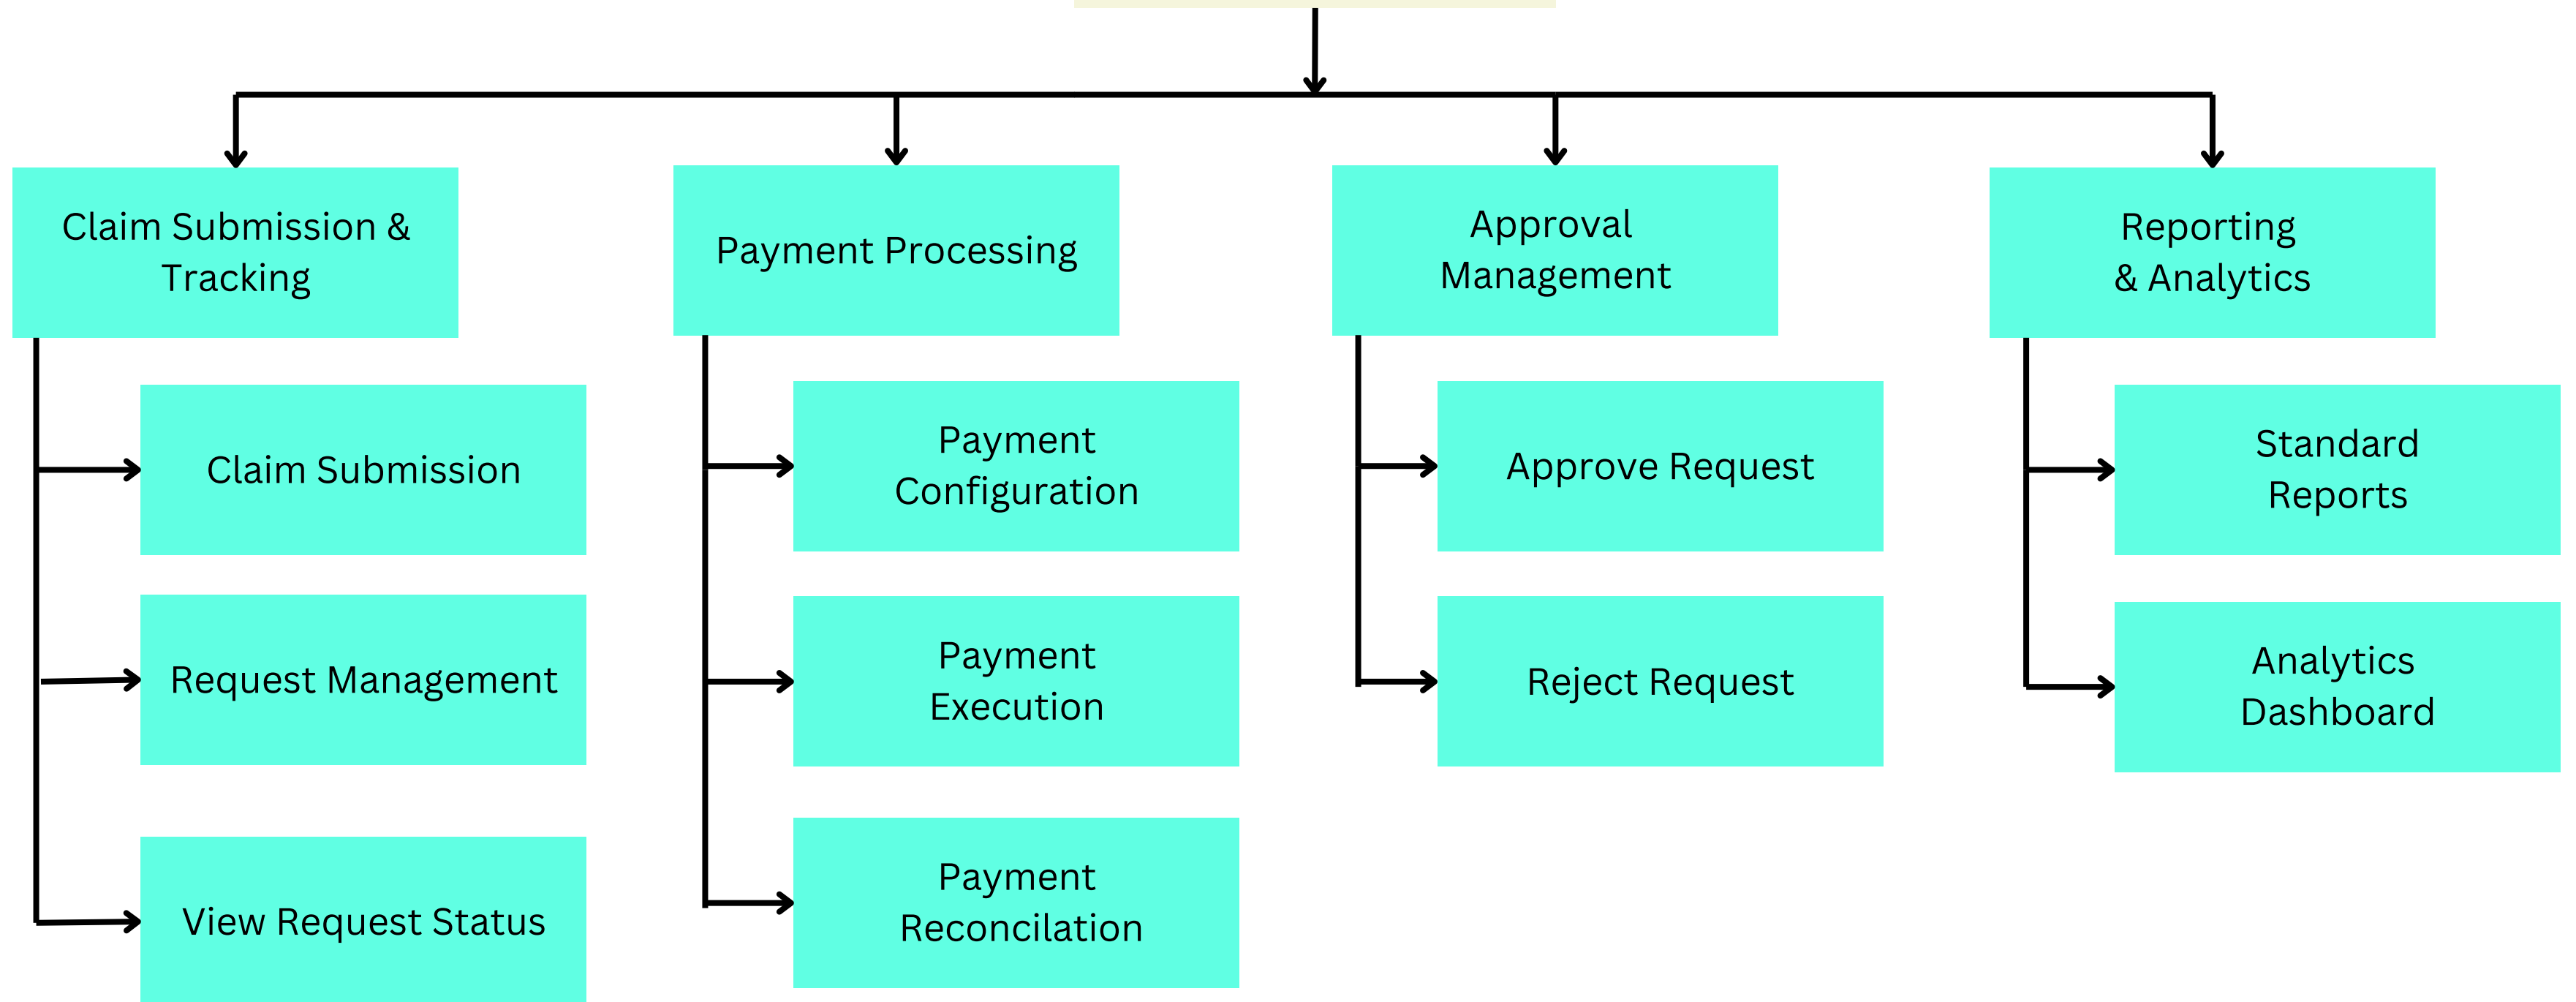 Claim Submission &
Tracking
Payment Processing
Approval
Management
Reporting
& Analytics
Claim Submission
Request Management
View Request Status
Payment
Configuration
Payment
Execution
Payment
Reconcilation
Approve Request
Reject Request
Standard
Reports
Analytics
Dashboard